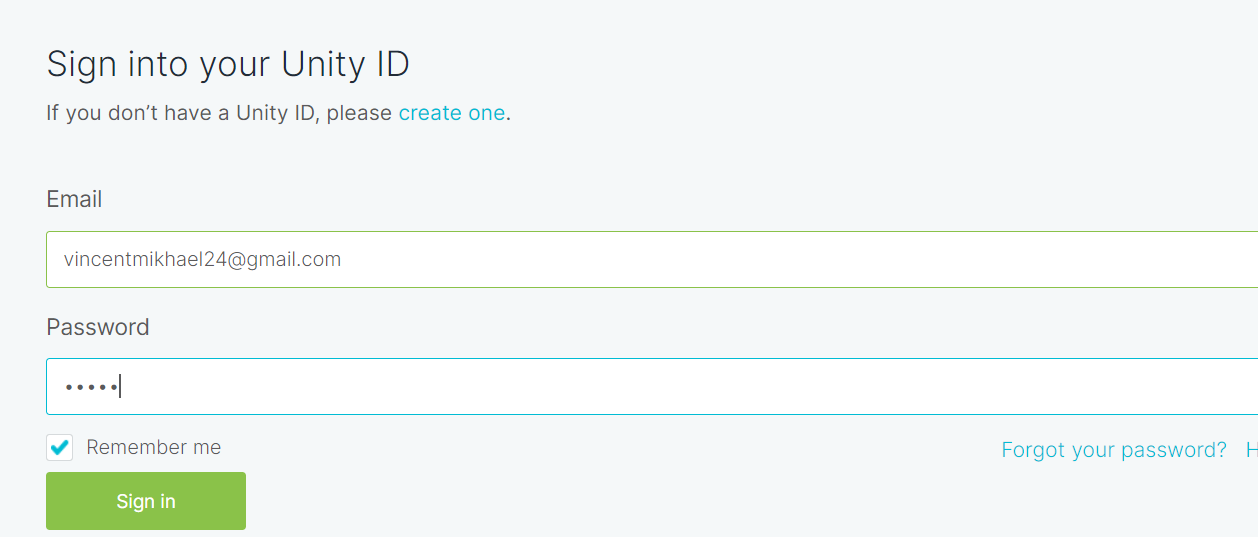 Sign into your Unity ID
If you don’t have a Unity ID, please create one.
Email
vincentmikhael24@gmail.com
Password
•••••
Remember me
Forgot your password? H
Sign in